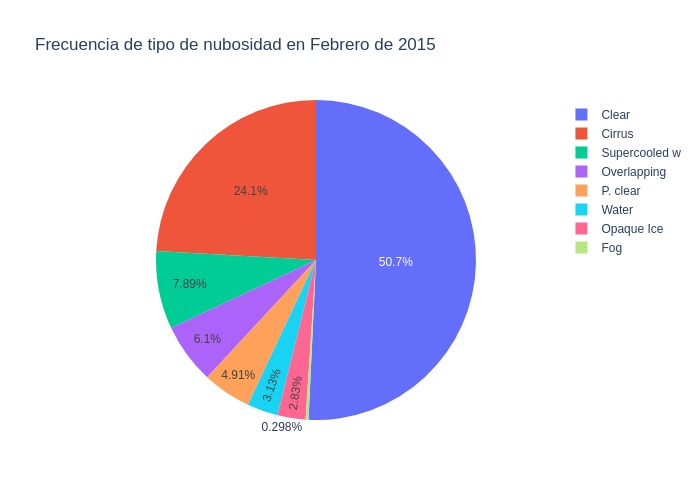 Frecuencia de tipo de nubosidad en Febrero de 2015
Clear
Cirrus
Supercooled w
Overlapping
P. clear
Water
Opaque Ice
Fog
24.1%
50.7%
7.89%
6.1%
4.91%
3.13%
2.83%
0.298%